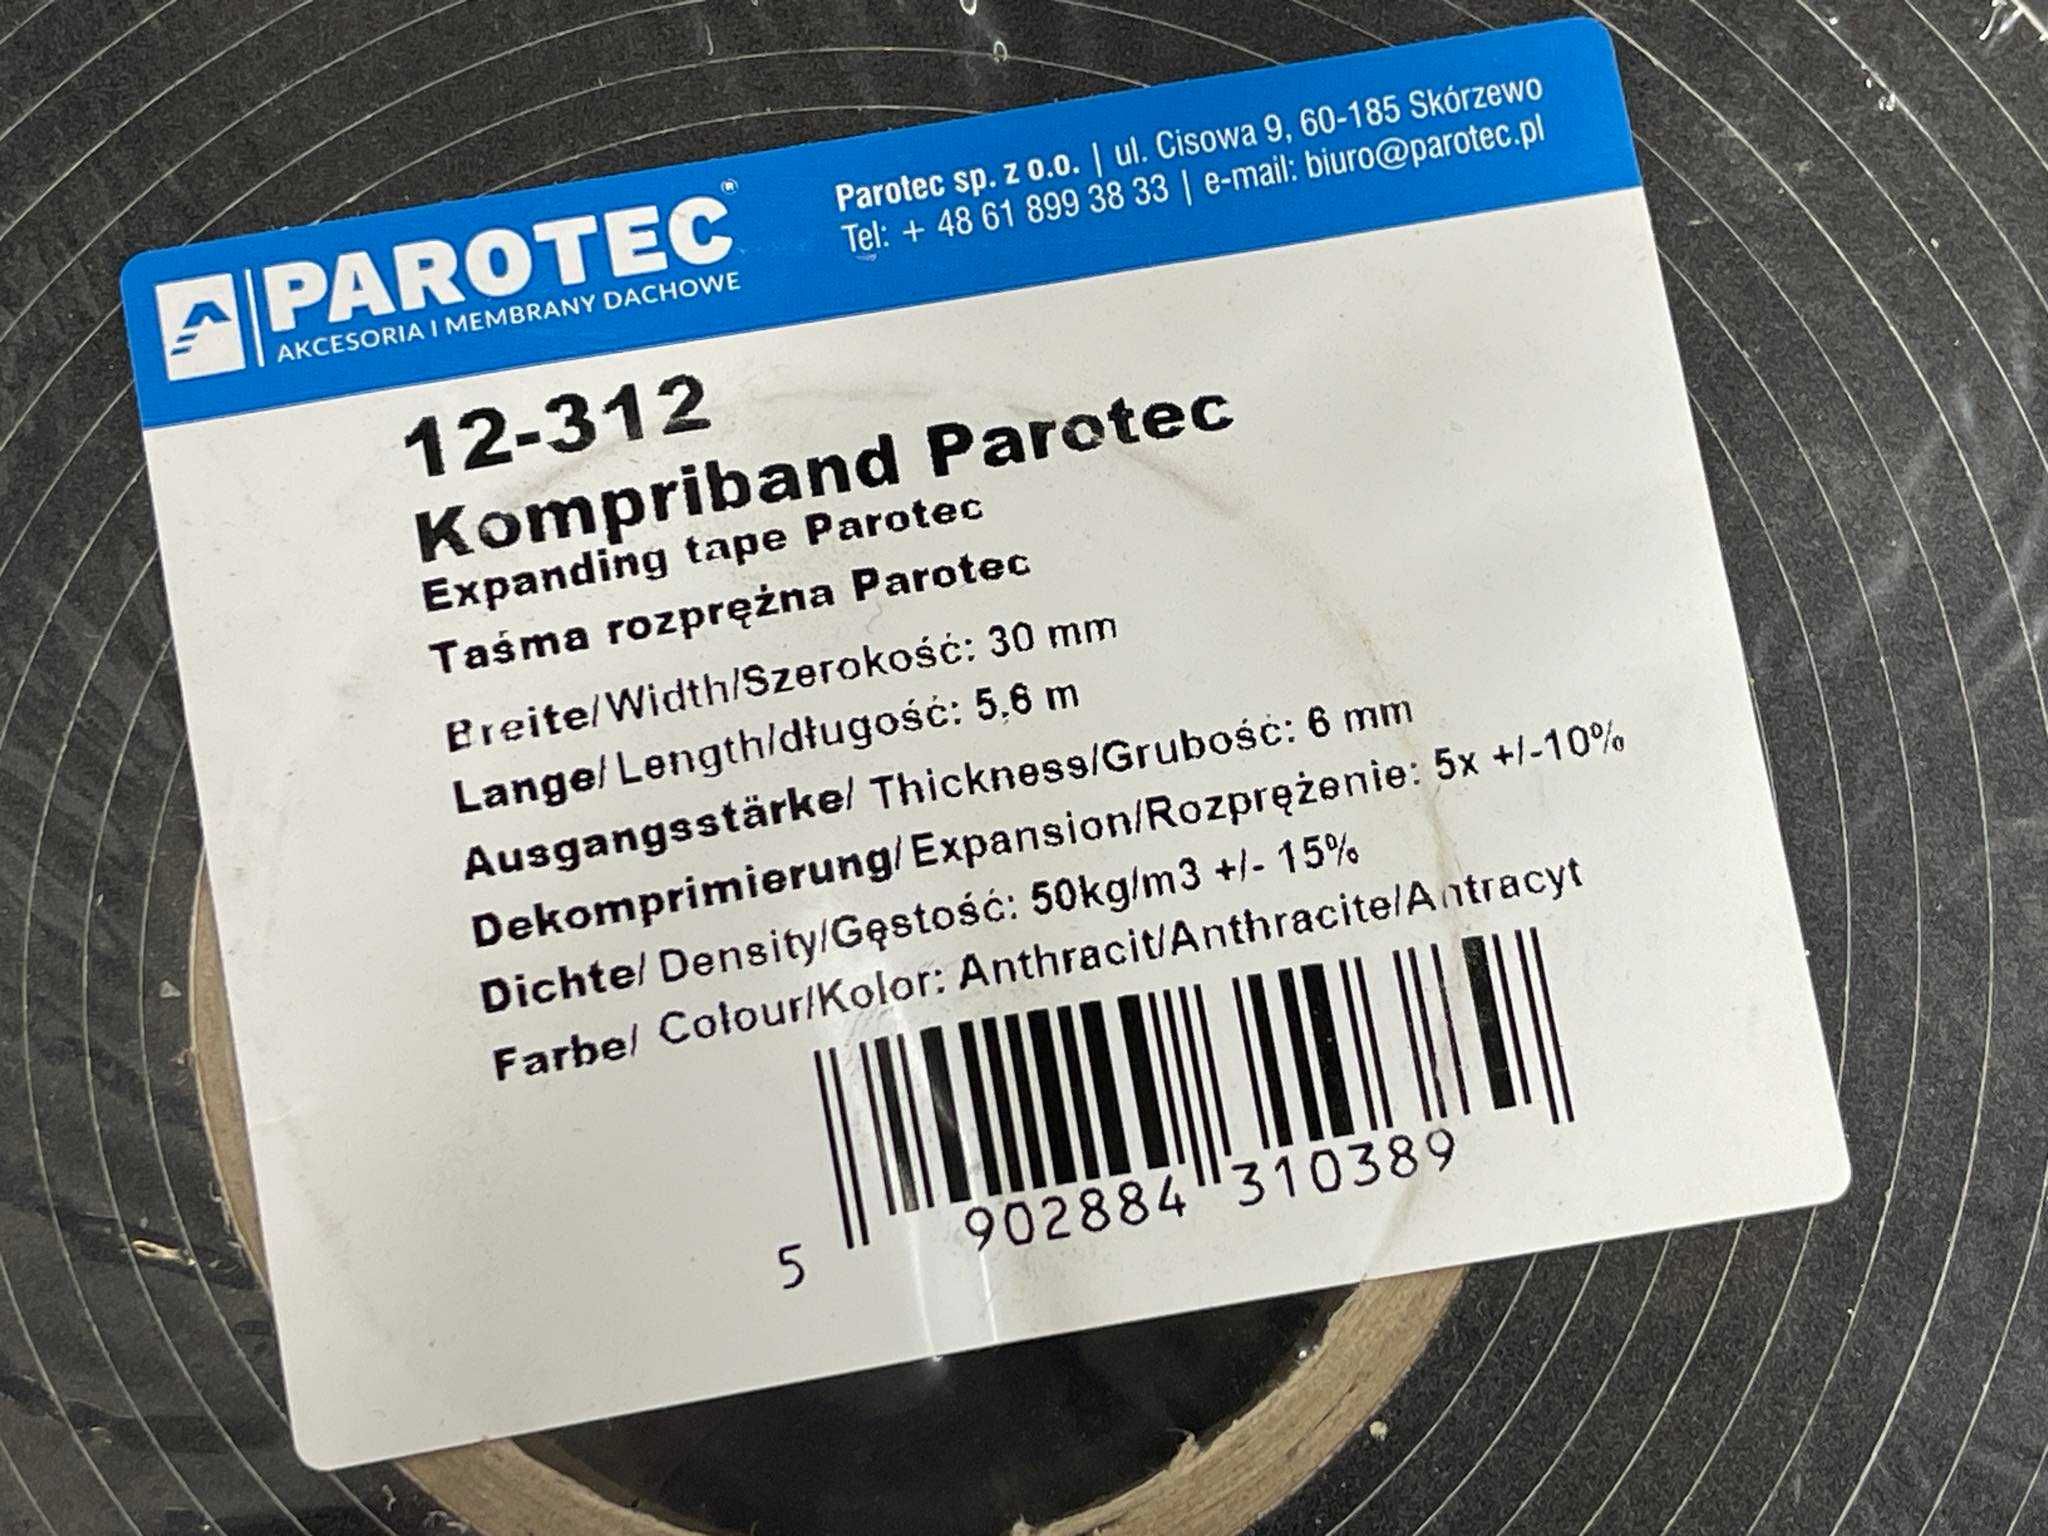 PAROTEC®
AKCESORIA I MEMBRANY DACHOWE
Parotec sp. z o.o. | ul. Cisowa 9, 60-185 Skórzewo
Tel: + 48 61 899 38 33 | e-mail: biuro@parotec.pl
12-312
Kompriband Parotec
Expanding tape Parotec
Taśma rozprężna Parotec
Breite/Width/Szerokość: 30 mm
Lange/Length/długość: 5,6 m
Ausgangsstärke/ Thickness/Grubość: 6 mm
Dekomprimierung/Expansion/Rozprężenie: 5x +/-10%
Dichte/ Density/Gęstość: 50kg/m3 +/- 15%
Farbe/ Colour/Kolor: Anthracit/Anthracite/Antracyt
5 902884 310389